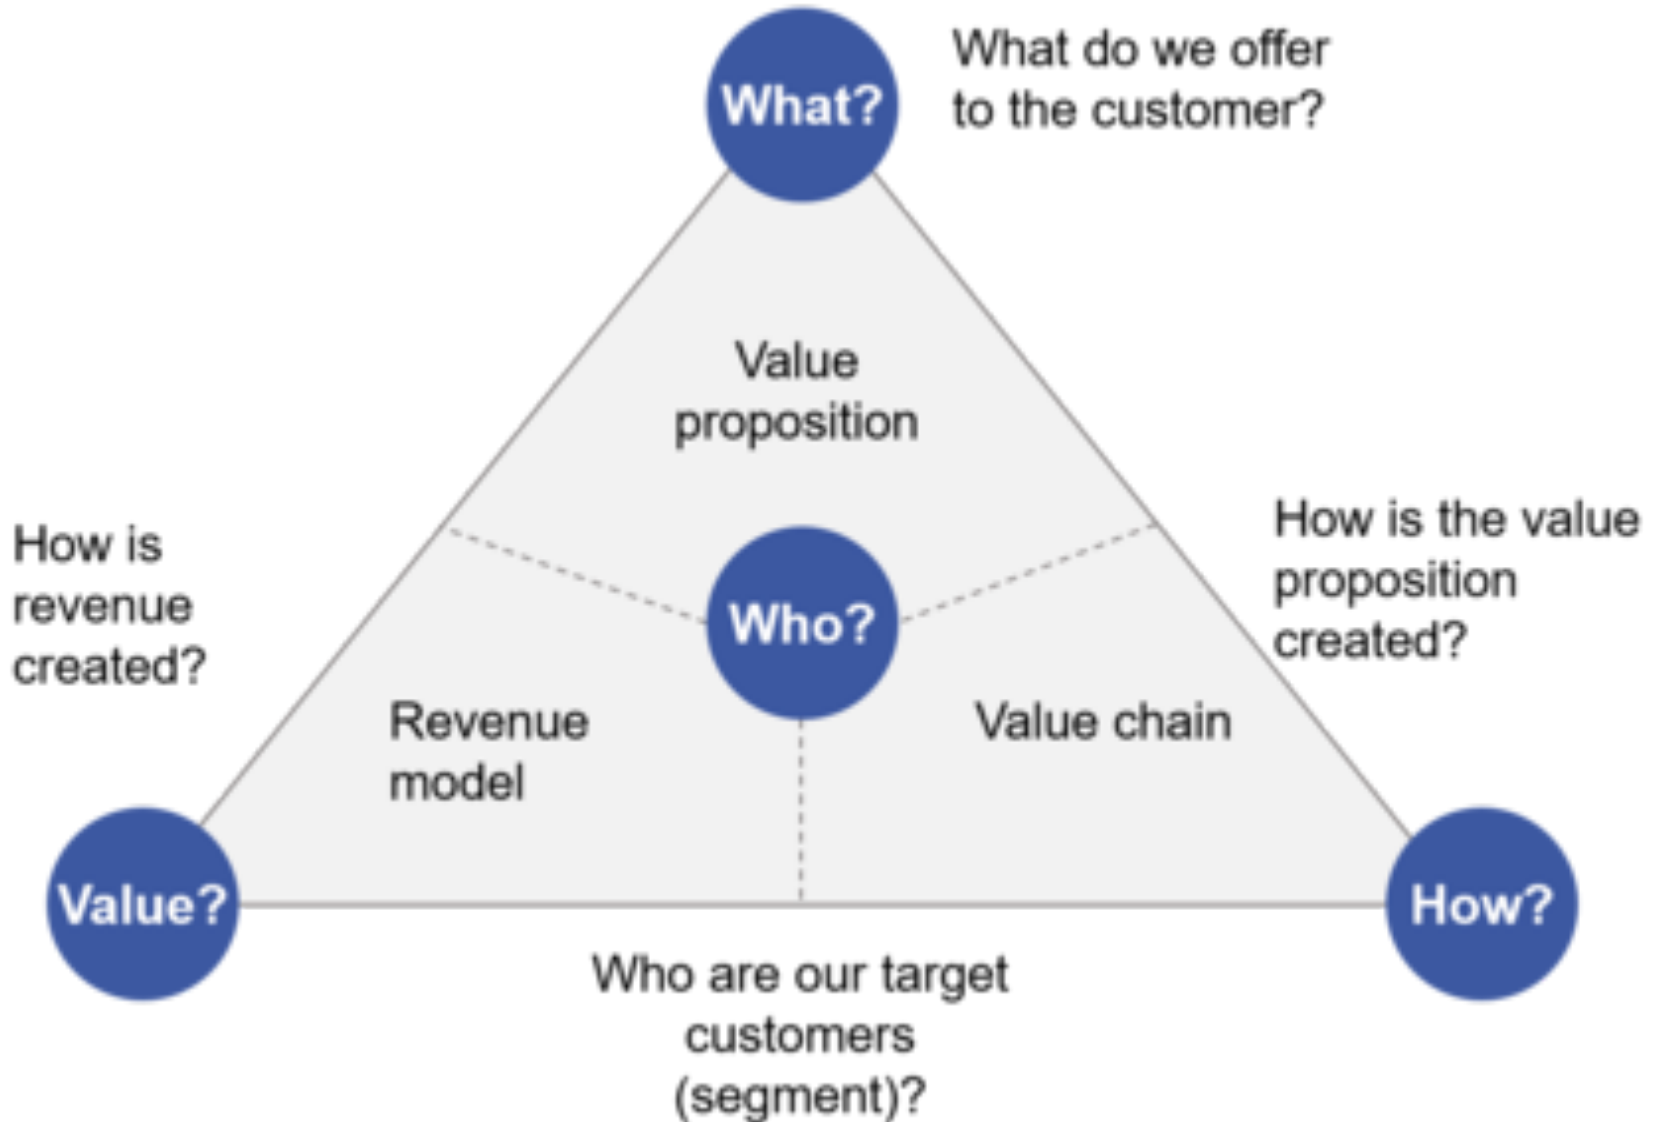 What?
What do we offer
to the customer?
Value
proposition
How is
revenue
created?
Who?
How is the value
proposition
created?
Revenue
model
Value chain
Value?
How?
Who are our target
customers
(segment)?